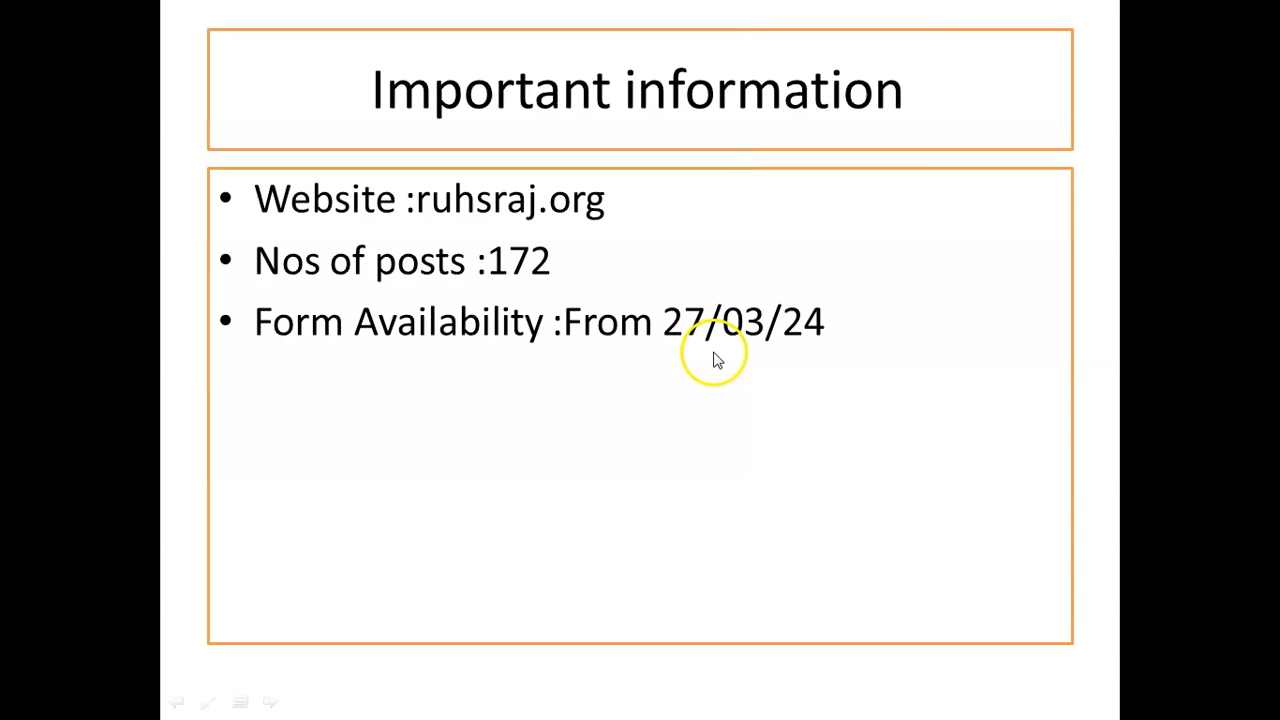 Important information
• Website :ruhsraj.org
• Nos of posts :172
• Form Availability :From 27/03/24